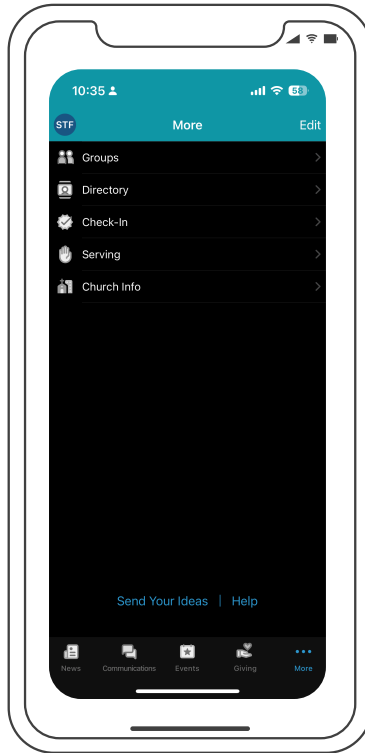 10:35
58
STF
More
Edit
Groups
Directory
Check-In
Serving
Church Info
Send Your Ideas | Help
News
Communications
Events
Giving
More